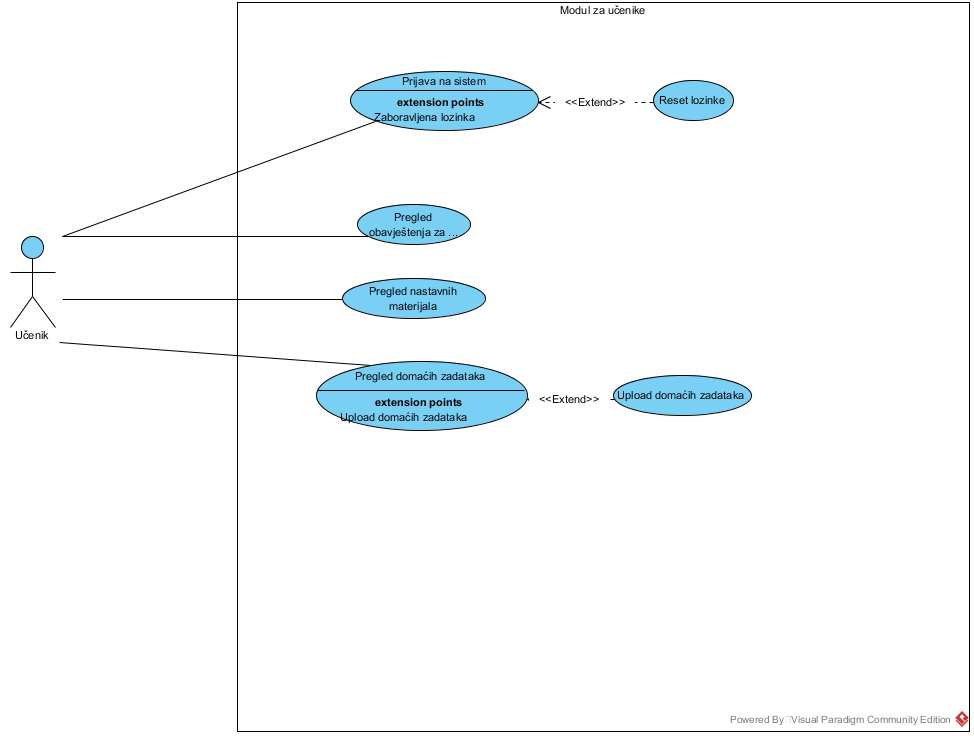 Modul za učenike
Prijava na sistem
extension points
Zaboravljena lozinka
<<Extend>>
Reset lozinke
Pregled
obavještenja za ...
Pregled nastavnih
materijala
Učenik
Pregled domaćih zadataka
extension points
Upload domaćih zadataka
<<Extend>>
Upload domaćih zadataka
Powered By Visual Paradigm Community Edition